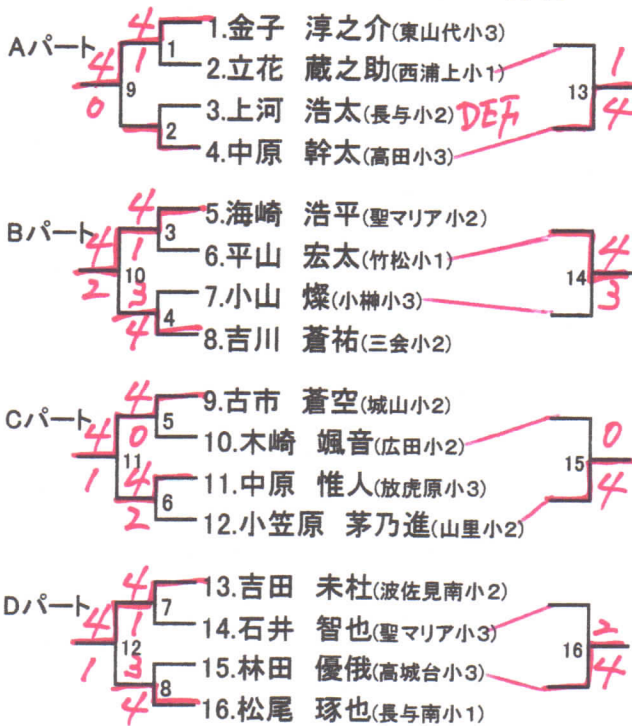 4
1.金子 淳之介(東山代小3)
Aパート 4 1 1 1
2.立花 蔵之助(西浦上小1)
9 13
0 3.上河 浩太(長与小2) DEF 4
2
4.中原 幹太(高田小3)
4
5.海崎 浩平(聖マリア小2)
Bパート 3
4 1 6.平山 宏太(竹松小1) 4
10 14
2 3 7.小山 燦(小榊小3) 3
4 4
8.吉川 蒼祐(三会小2)
4
9.古市 蒼空(城山小2)
Cパート 5
4 0 10.木崎 颯音(広田小2) 0
11 15
1 4 11.中原 惟人(放虎原小3) 4
2 6
12.小笠原 茅乃進(山里小2)
4
13.吉田 未杜(波佐見南小2)
Dパート 7
4 1 14.石井 智也(聖マリア小3) 2
12 16
1 3 15.林田 優俄(高城台小3) 4
4 8
16.松尾 琢也(長与南小1)